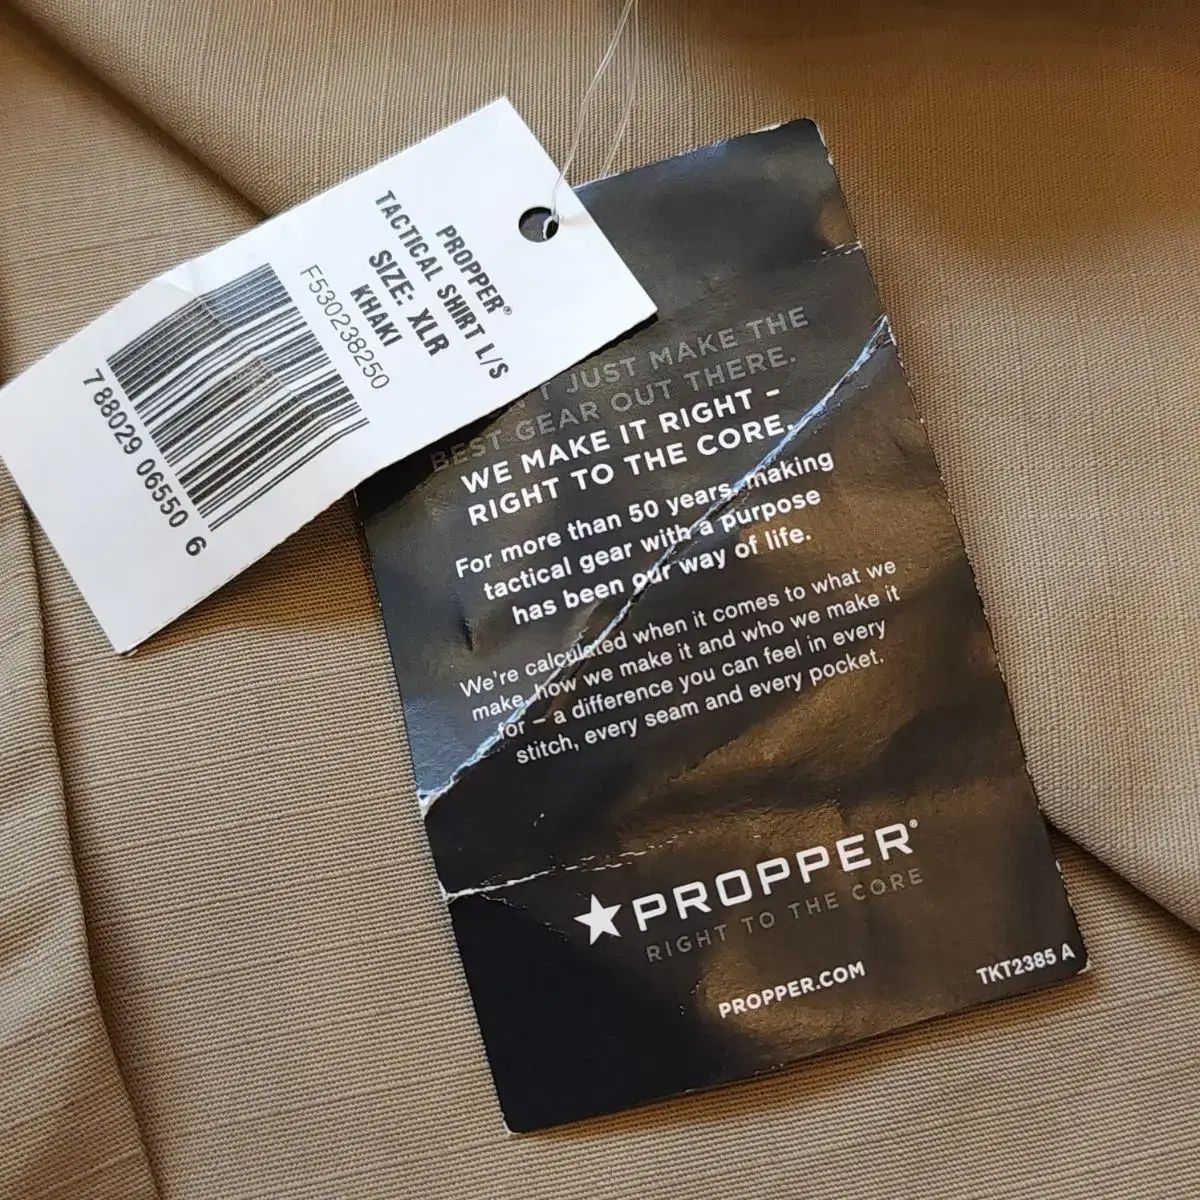 PROPPER®
TACTICAL SHIRT L/S
SIZE: XLR
KHAKI
F530238250
7 88029 06550 6
JUST MAKE THE
BEST GEAR OUT THERE.
WE MAKE IT RIGHT –
RIGHT TO THE CORE.
For more than 50 years, making
tactical gear with a purpose
has been our way of life.
We're calculated when it comes to what we
make, how we make it and who we make it
for – a difference you can feel in every
stitch, every seam and every pocket.
PROPPER®
RIGHT TO THE CORE
PROPPER.COM
TKT2385 A